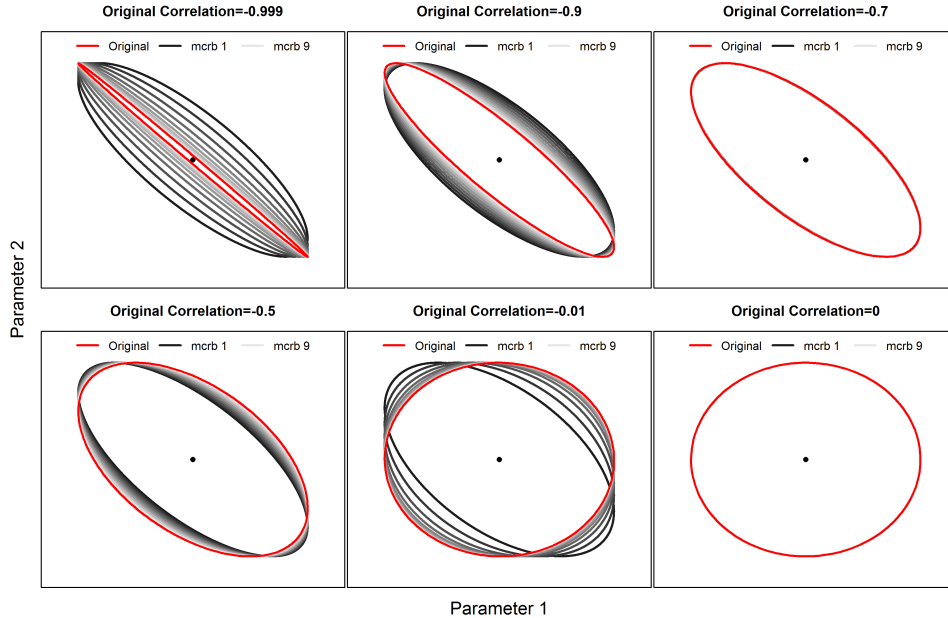 Original Correlation=-0.999
Original mcrb 1 mcrb 9
Original Correlation=-0.9
Original mcrb 1 mcrb 9
Original Correlation=-0.7
Original mcrb 1 mcrb 9
Original Correlation=-0.5
Original mcrb 1 mcrb 9
Original Correlation=-0.01
Original mcrb 1 mcrb 9
Original Correlation=0
Original mcrb 1 mcrb 9
Parameter 2
Parameter 1